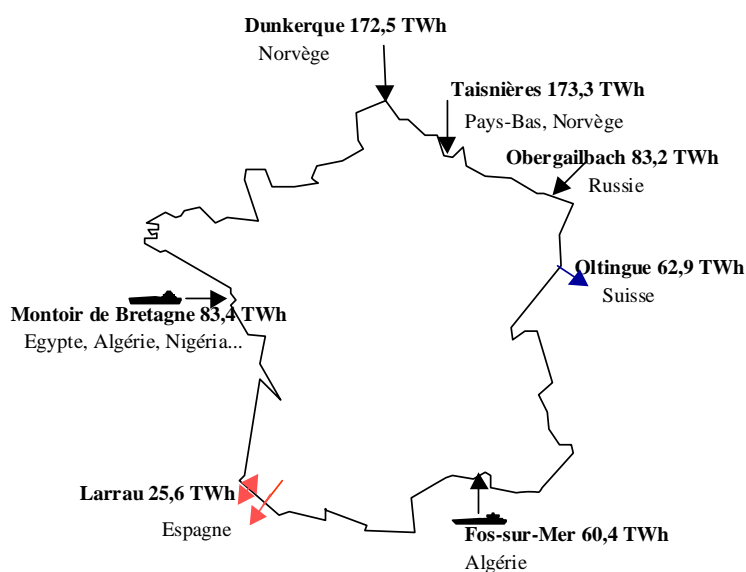 Dunkerque 172,5 TWh
Norvège
Taisnières 173,3 TWh
Pays-Bas, Norvège
Obergailbach 83,2 TWh
Russie
Oltingue 62,9 TWh
Suisse
Montoir de Bretagne 83,4 TWh
Egypte, Algérie, Nigéria...
Larrau 25,6 TWh
Espagne
Fos-sur-Mer 60,4 TWh
Algérie